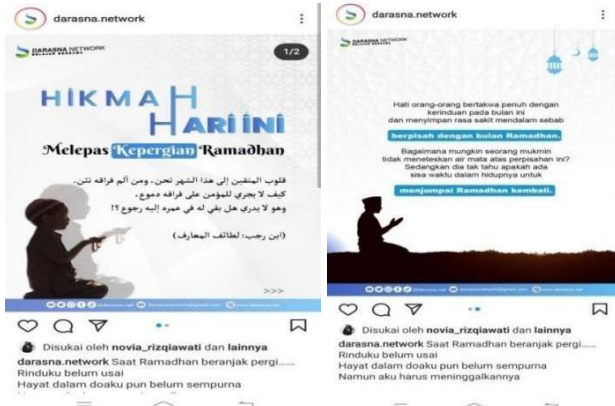 darasna.network
DARASNA NETWORK
BELAJAR BERSAMA
1/2
HIKMAH
HARI INI
Melepas Kepergian Ramadhan
قلوب المتقين إلى هذا الشهر تحن، ومن ألم فراقه تئن.
كيف لا يجرى للمؤمن على فراقه دموع،
وهو لا يدري هل بقي له في عمره إليه رجوع ؟!
(ابن رجب: لطائف المعارف)
>>>
Disukai oleh novia_rizqiawati dan lainnya
darasna.network Saat Ramadhan beranjak pergi......
Rinduku belum usai
Hayat dalam doaku pun belum sempurna
darasna.network
DARASNA NETWORK
BELAJAR BERSAMA
Hati orang-orang bertakwa penuh dengan
kerinduan pada bulan ini
dan menyimpan rasa sakit mendalam sebab
berpisah dengan bulan Ramadhan.
Bagaimana mungkin seorang mukmin
tidak meneteskan air mata atas perpisahan ini?
Sedangkan dia tak tahu apakah ada
sisa waktu dalam hidupnya untuk
menjumpai Ramadhan kembali.
Disukai oleh novia_rizqiawati dan lainnya
darasna.network Saat Ramadhan beranjak pergi......
Rinduku belum usai
Hayat dalam doaku pun belum sempurna
Namun aku harus meninggalkannya